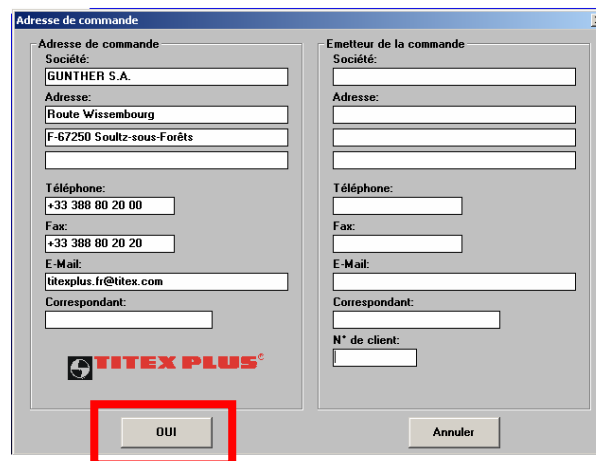 Adresse de commande
Adresse de commande
Société:
GUNTHER S.A.
Adresse:
Route Wissembourg
F-67250 Soultz-sous-Forêts
Téléphone:
+33 388 80 20 00
Fax:
+33 388 80 20 20
E-Mail:
titexplus.fr@titex.com
Correspondant:
TITEX PLUS®
OUI
Emetteur de la commande
Société:
Adresse:
Téléphone:
Fax:
E-Mail:
Correspondant:
N° de client:
Annuler